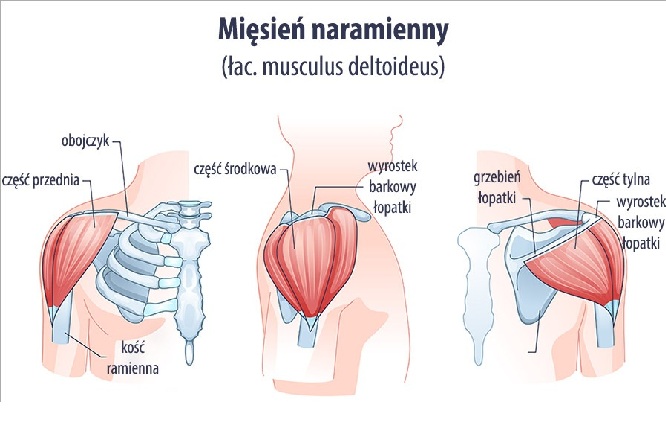 Mięsień naramienny
(łac. musculus deltoideus)
obojczyk
część przednia
kość
ramienna
część środkowa
wyrostek
barkowy
łopatki
grzebień
łopatki
część tylna
wyrostek
barkowy
łopatki